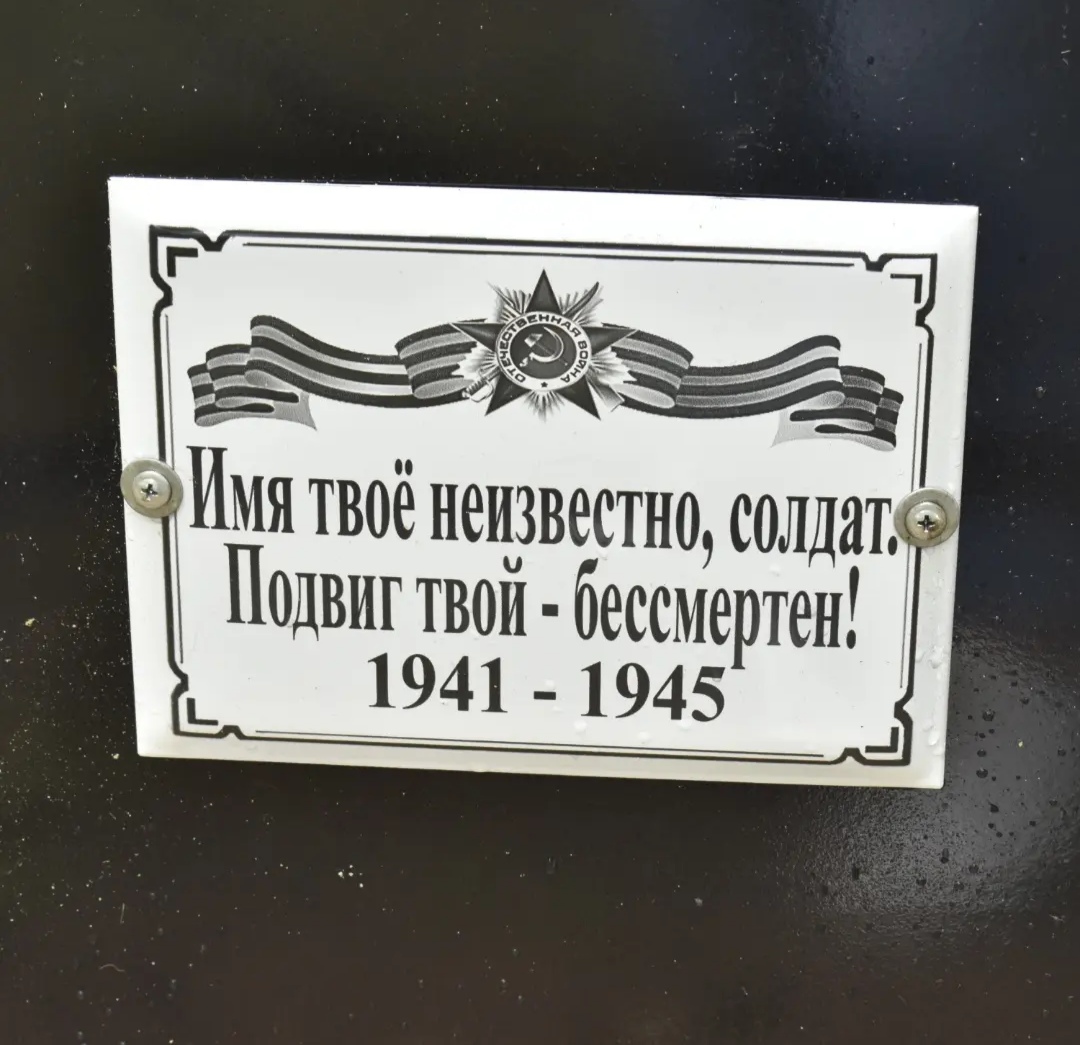 ОТЕЧЕСТВЕННАЯ ВОЙНА
Имя твоё неизвестно, солдат.
Подвиг твой - бессмертен!
1941 - 1945